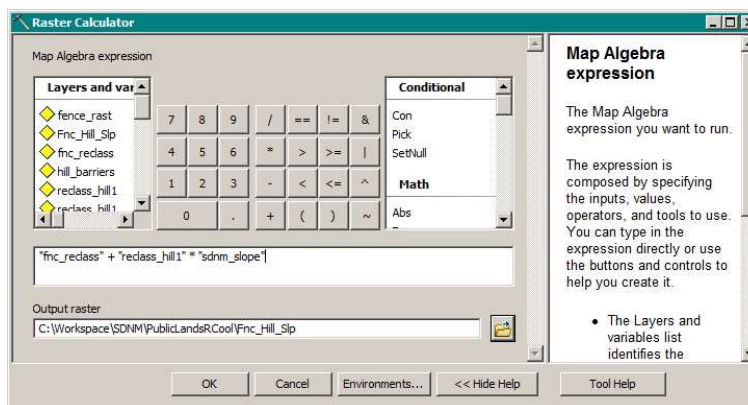 Raster Calculator
Map Algebra expression
Layers and var
fence_rast
Fnc_Hill_Slp
fnc_reclass
hill_barriers
reclass_hill1
reclass_hill1
7 8 9 / == != &
4 5 6 * > >= |
1 2 3 - < <= ^
0 . + ( ) ~
Conditional
Con
Pick
SetNull
Math
Abs
"fnc_reclass" + "reclass_hill1" * "sdnm_slope"
Output raster
C:\Workspace\SDNM\PublicLandsRCool\Fnc_Hill_Slp
OK Cancel Environments... << Hide Help Tool Help
Map Algebra
expression
The Map Algebra
expression you want to run.
The expression is
composed by specifying
the inputs, values,
operators, and tools to use.
You can type in the
expression directly or use
the buttons and controls to
help you create it.
• The Layers and
variables list
identifies the